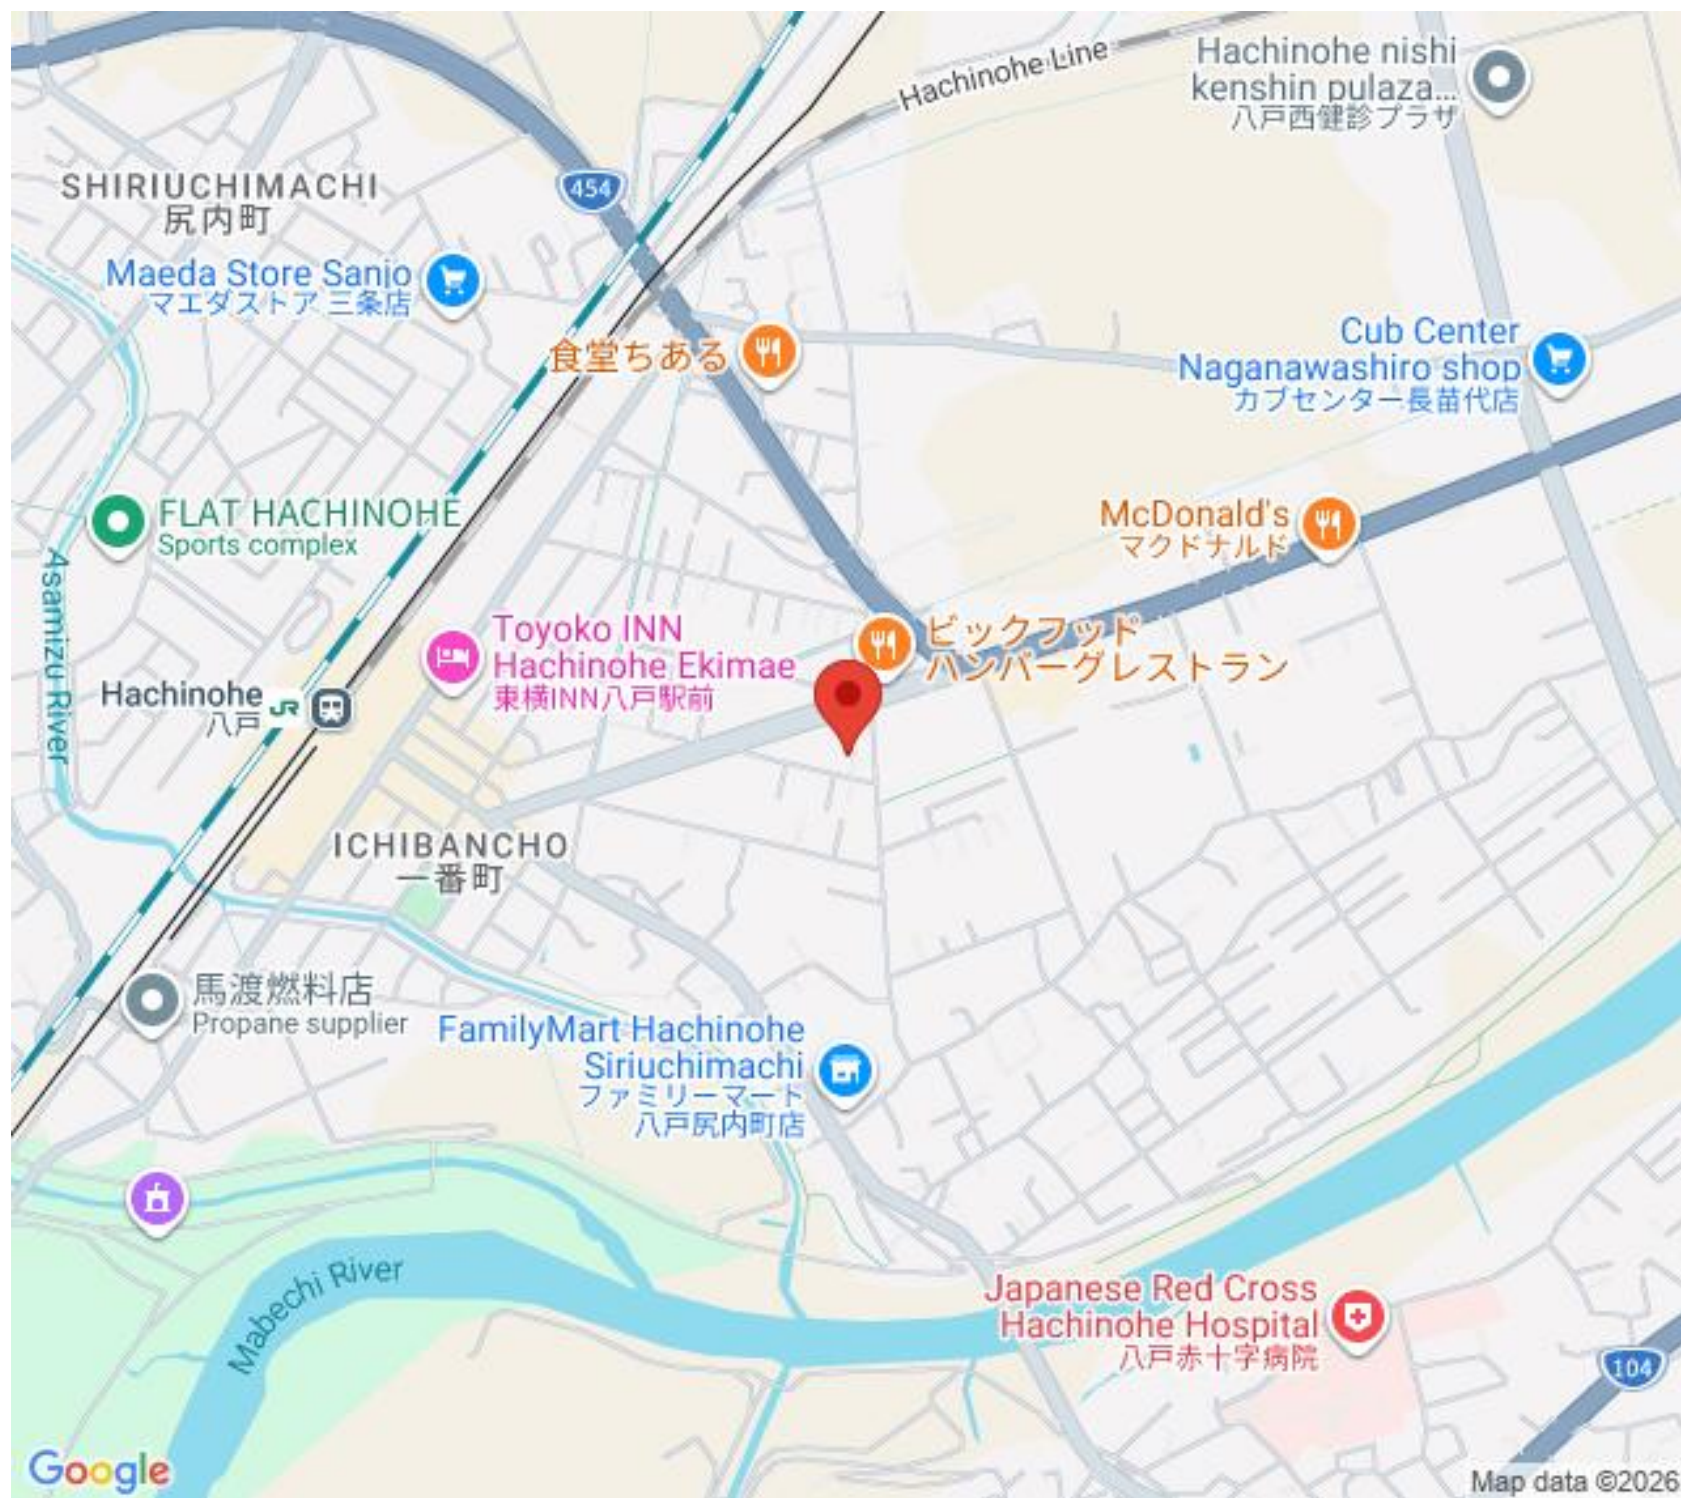 Hachinohe Line
Hachinohe nishi
kenshin pulaza...
八戸西健診プラザ
454
SHIRIUCHIMACHI
尻内町
Maeda Store Sanjo
マエダストア 三条店
食堂ちある
Cub Center
Naganawashiro shop
カブセンター長苗代店
FLAT HACHINOHE
Sports complex
McDonald's
マクドナルド
Asamizu River
Toyoko INN
Hachinohe Ekimae
東横INN八戸駅前
ビックフッド
ハンバーグレストラン
Hachinohe
八戸
JR
ICHIBANCHO
一番町
馬渡燃料店
Propane supplier
FamilyMart Hachinohe
Siriuchimachi
ファミリーマート
八戸尻内町店
Mabechi River
Japanese Red Cross
Hachinohe Hospital
八戸赤十字病院
104
Google
Map data ©2026